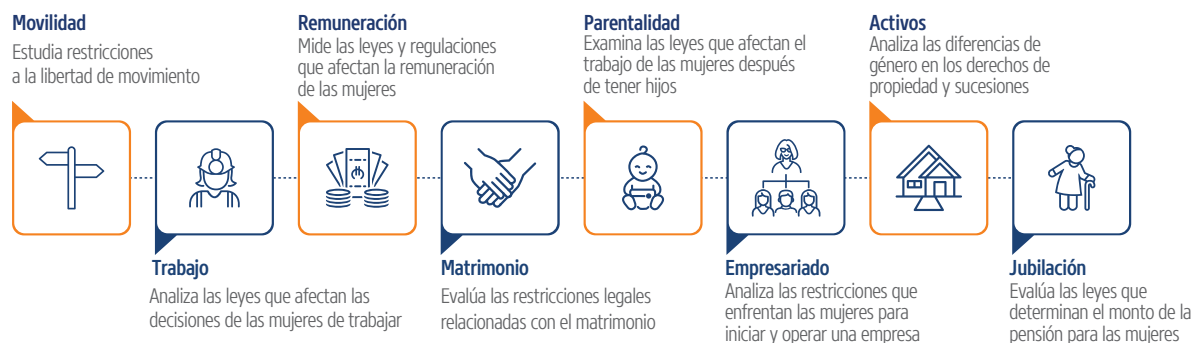 Movilidad
Estudia restricciones
a la libertad de movimiento
Trabajo
Analiza las leyes que afectan las
decisiones de las mujeres de trabajar
Remuneración
Mide las leyes y regulaciones
que afectan la remuneración
de las mujeres
Matrimonio
Evalúa las restricciones legales
relacionadas con el matrimonio
Parentalidad
Examina las leyes que afectan el
trabajo de las mujeres después
de tener hijos
Empresariado
Analiza las restricciones que
enfrentan las mujeres para
iniciar y operar una empresa
Activos
Analiza las diferencias de
género en los derechos de
propiedad y sucesiones
Jubilación
Evalúa las leyes que
determinan el monto de la
pensión para las mujeres